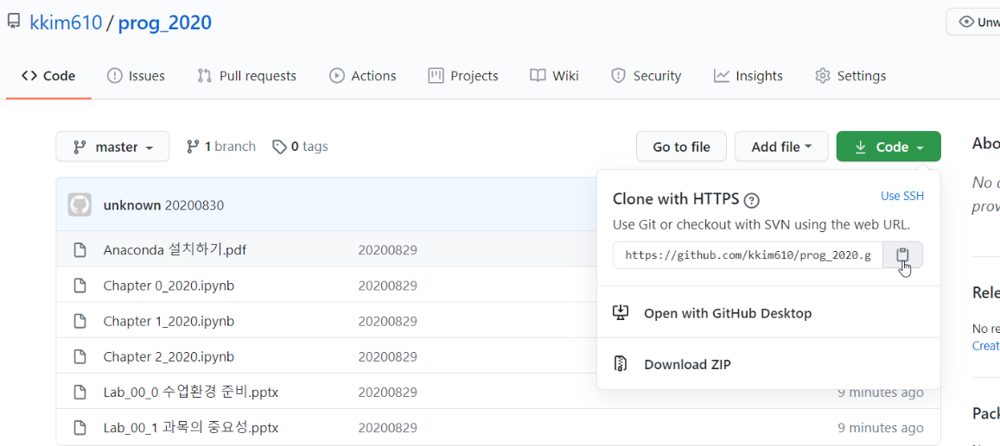 kkim610 / prog_2020
Unw
Code Issues Pull requests Actions Projects Wiki Security Insights Settings
master 1 branch 0 tags Go to file Add file Code
Abo
Clone with HTTPS ? Use SSH
No
prov
unknown 20200830
Use Git or checkout with SVN using the web URL.
Anaconda 설치하기.pdf 20200829
https://github.com/kkim610/prog_2020.g
Chapter 0_2020.ipynb 20200829
Rele
Open with GitHub Desktop
Chapter 1_2020.ipynb 20200829
No re
Creat
Chapter 2_2020.ipynb 20200829
Download ZIP
Lab_00_0 수업환경 준비.pptx 20200829 9 minutes ago
Pack
Lab_00_1 과목의 중요성.pptx 20200829 9 minutes ago